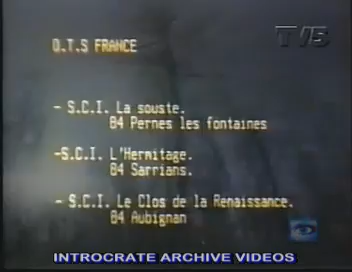 O.T.S FRANCE
TV5
- S.C.I. La souste.
84 Pernes les fontaines
-S.C.I. L'Hermitage.
84 Sarrians.
- S.C.I. Le Clos de la Renaissance.
84 Aubignan
INTROCRATE ARCHIVE VIDEOS